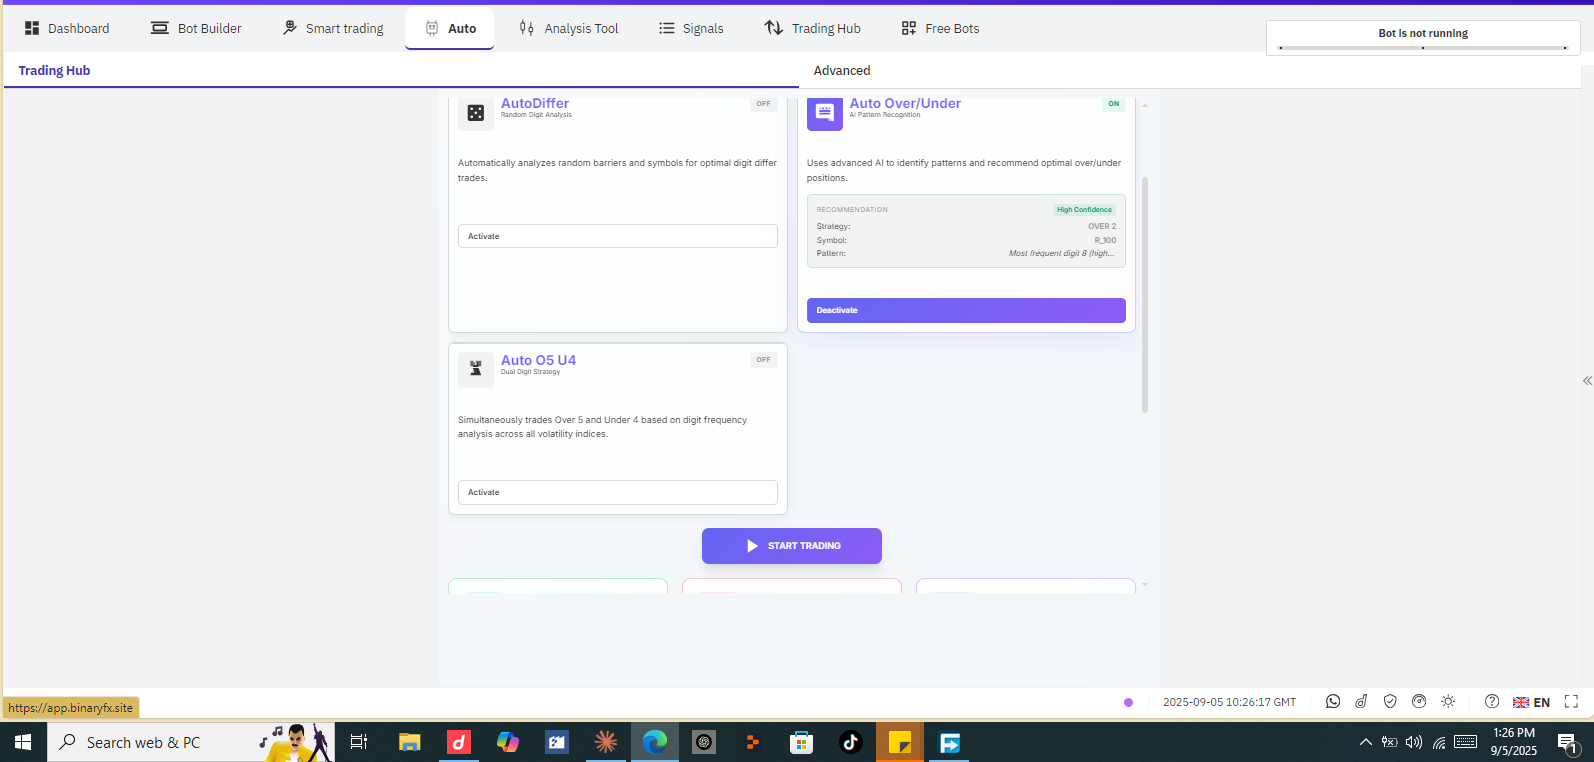 Dashboard
Bot Builder
Smart trading
Auto
Analysis Tool
Signals
Trading Hub
Free Bots
Bot is not running
Trading Hub
Advanced
AutoDiffer
OFF
Random Digit Analysis
Automatically analyzes random barriers and symbols for optimal digit differ
trades.
Activate
Auto Over/Under
ON
AI Pattern Recognition
Uses advanced AI to identify patterns and recommend optimal over/under
positions.
RECOMMENDATION
High Confidence
Strategy:
OVER 2
Symbol:
R_100
Pattern:
Most frequent digit 8 (high...
Deactivate
Auto O5 U4
OFF
Dual Digit Strategy
Simultaneously trades Over 5 and Under 4 based on digit frequency
analysis across all volatility indices.
Activate
START TRADING
https://app.binaryfx.site
2025-09-05 10:26:17 GMT
EN
Search web & PC
1:26 PM
9/5/2025
1